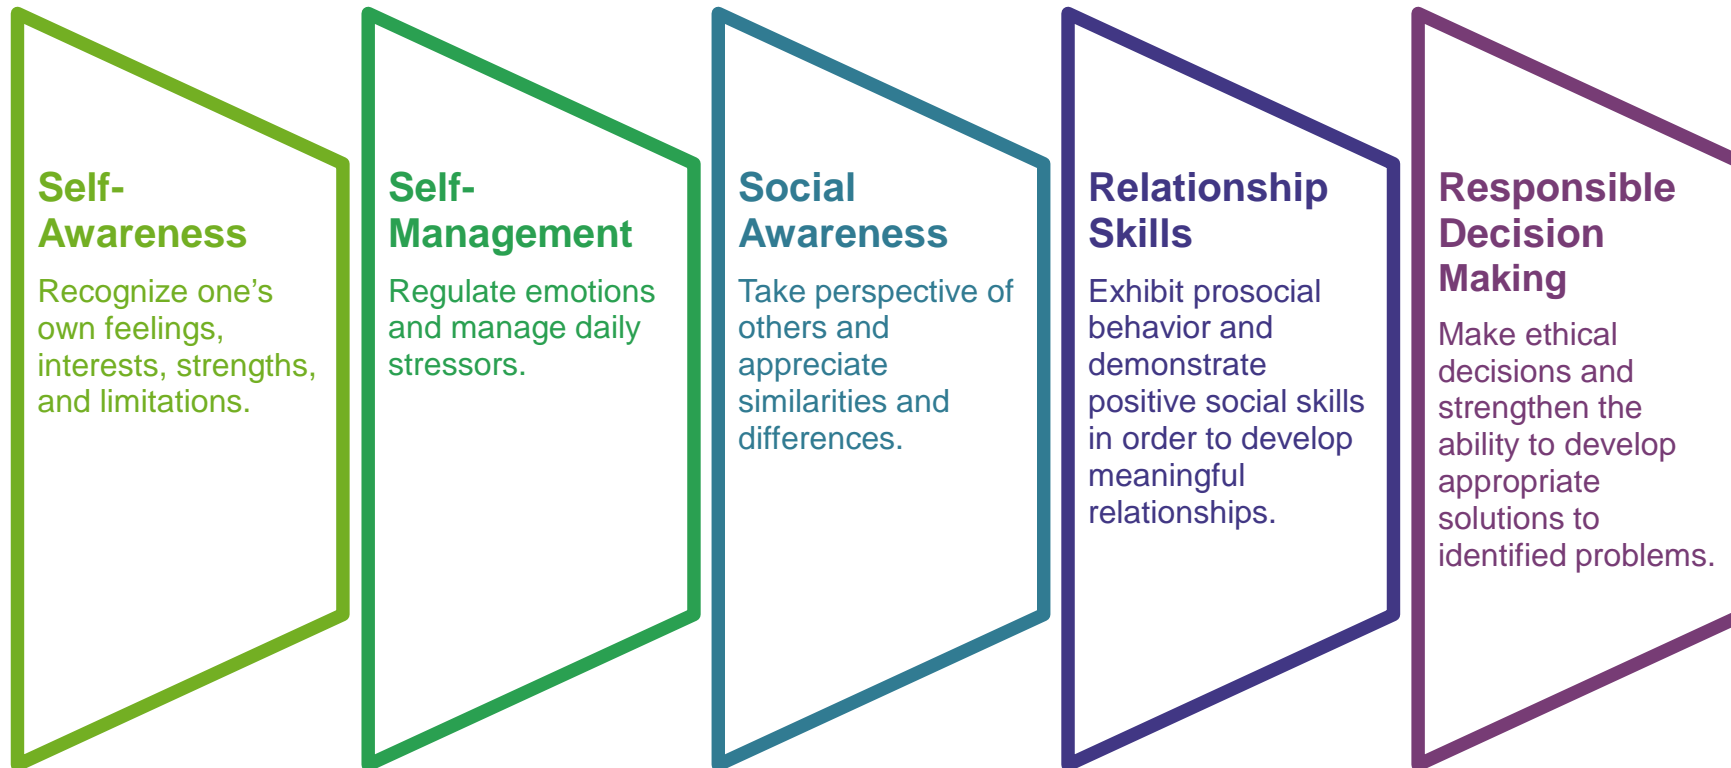 Self-
Awareness
Recognize one’s
own feelings,
interests, strengths,
and limitations.
Self-
Management
Regulate emotions
and manage daily
stressors.
Social
Awareness
Take perspective of
others and
appreciate
similarities and
differences.
Relationship
Skills
Exhibit prosocial
behavior and
demonstrate
positive social skills
in order to develop
meaningful
relationships.
Responsible
Decision
Making
Make ethical
decisions and
strengthen the
ability to develop
appropriate
solutions to
identified problems.